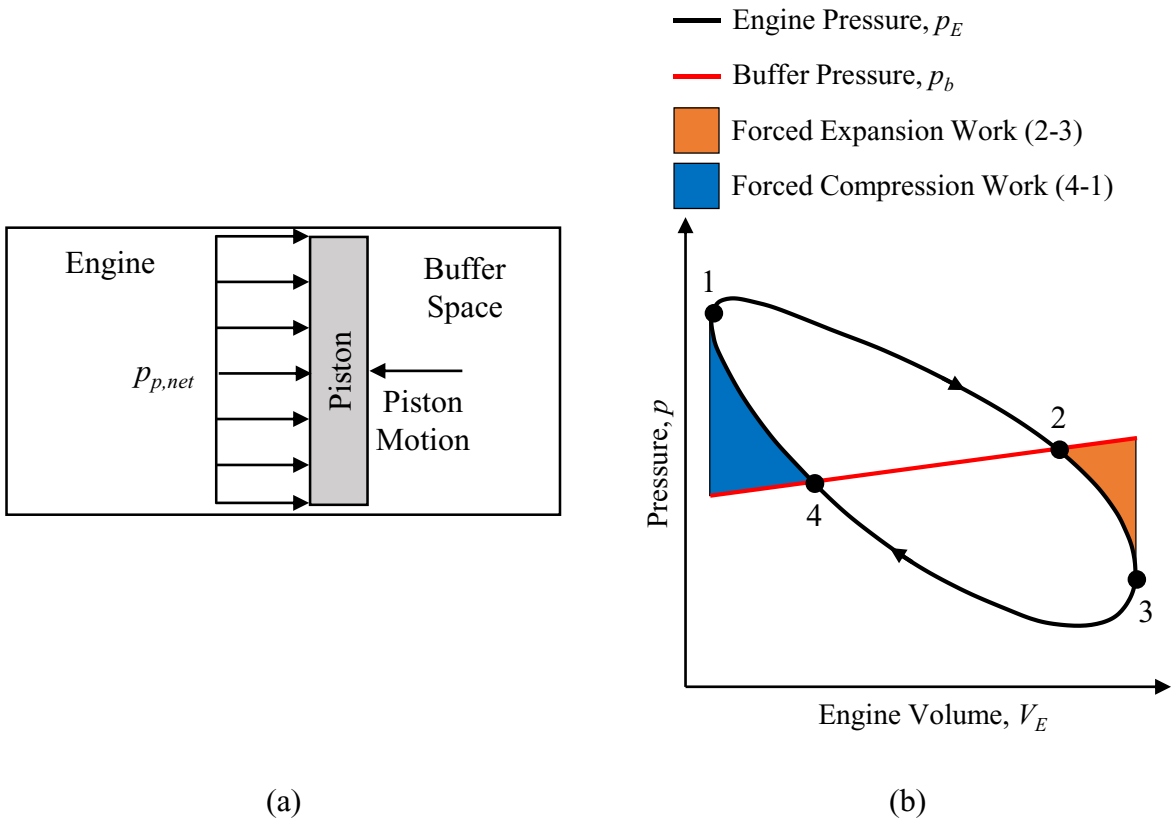 Engine Pressure, p_E
Buffer Pressure, p_b
Forced Expansion Work (2-3)
Forced Compression Work (4-1)
Engine
Buffer
Space
p_p,net
Piston
Piston
Motion
1
2
3
4
Pressure, p
Engine Volume, V_E
(a)
(b)